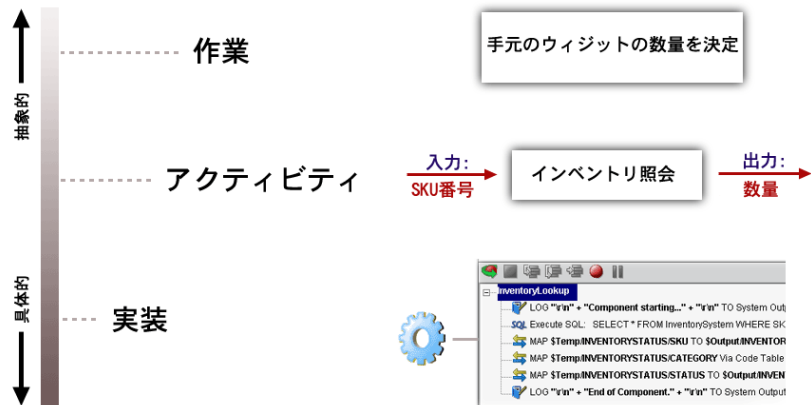 抽象的
作業
手元のウィジットの数量を決定
アクティビティ
入力:
SKU番号
インベントリ照会
出力:
数量
具体的
実装
InventoryLookup
LOG "\r\n" + "Component starting..." + "\r\n" TO System Outp
SQL Execute SQL: SELECT * FROM InventorySystem WHERE SK
MAP $Temp/INVENTORYSTATUS/SKU TO $Output/INVENTOR
MAP $Temp/INVENTORYSTATUS/CATEGORY Via Code Table
MAP $Temp/INVENTORYSTATUS/STATUS TO $Output/INVEN
LOG "\r\n" + "End of Component." + "\r\n" TO System Output